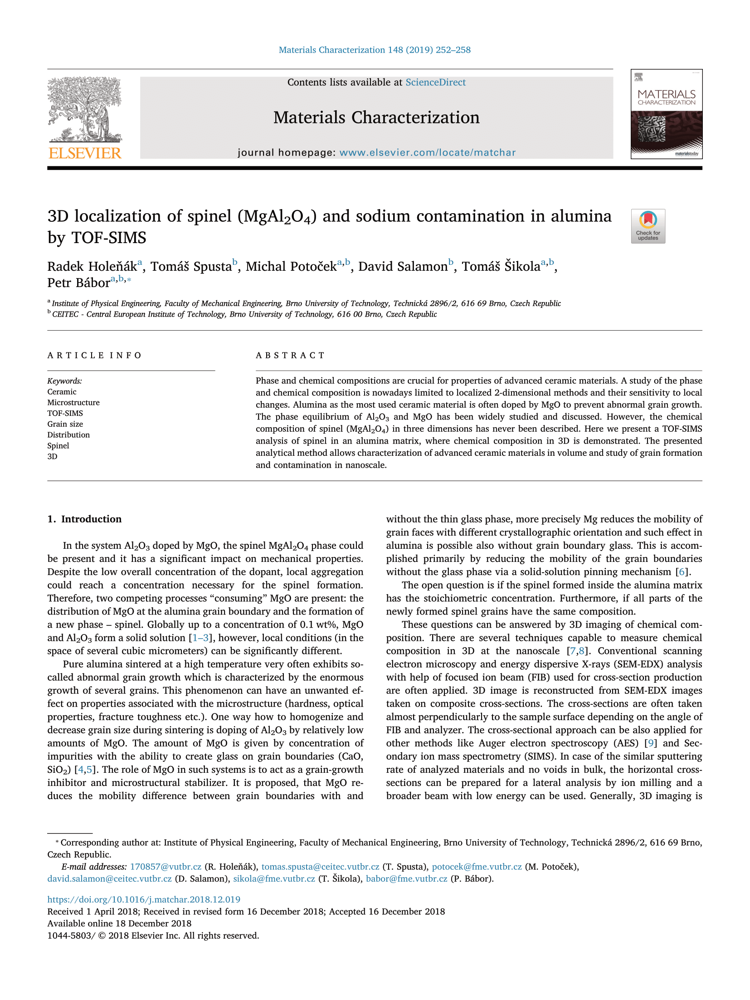 Materials Characterization 148 (2019) 252–258
Contents lists available at ScienceDirect
Materials Characterization
journal homepage: www.elsevier.com/locate/matchar
NON SOLUS
ELSEVIER
MATERIALS
CHARACTERIZATION
materialstoday
3D localization of spinel (MgAl₂O₄) and sodium contamination in alumina
by TOF-SIMS
Check for
updates
Radek Holeňákᵃ, Tomáš Spustaᵇ, Michal Potočekᵃ,ᵇ, David Salamonᵇ, Tomáš Šikolaᵃ,ᵇ,
Petr Báborᵃ,ᵇ,*
ᵃ Institute of Physical Engineering, Faculty of Mechanical Engineering, Brno University of Technology, Technická 2896/2, 616 69 Brno, Czech Republic
ᵇ CEITEC - Central European Institute of Technology, Brno University of Technology, 616 00 Brno, Czech Republic
ARTICLE INFO
Keywords:
Ceramic
Microstructure
TOF-SIMS
Grain size
Distribution
Spinel
3D
ABSTRACT
Phase and chemical compositions are crucial for properties of advanced ceramic materials. A study of the phase
and chemical composition is nowadays limited to localized 2-dimensional methods and their sensitivity to local
changes. Alumina as the most used ceramic material is often doped by MgO to prevent abnormal grain growth.
The phase equilibrium of Al₂O₃ and MgO has been widely studied and discussed. However, the chemical
composition of spinel (MgAl₂O₄) in three dimensions has never been described. Here we present a TOF-SIMS
analysis of spinel in an alumina matrix, where chemical composition in 3D is demonstrated. The presented
analytical method allows characterization of advanced ceramic materials in volume and study of grain formation
and contamination in nanoscale.
1. Introduction
In the system Al₂O₃ doped by MgO, the spinel MgAl₂O₄ phase could
be present and it has a significant impact on mechanical properties.
Despite the low overall concentration of the dopant, local aggregation
could reach a concentration necessary for the spinel formation.
Therefore, two competing processes “consuming” MgO are present: the
distribution of MgO at the alumina grain boundary and the formation of
a new phase – spinel. Globally up to a concentration of 0.1 wt%, MgO
and Al₂O₃ form a solid solution [1–3], however, local conditions (in the
space of several cubic micrometers) can be significantly different.
Pure alumina sintered at a high temperature very often exhibits so-
called abnormal grain growth which is characterized by the enormous
growth of several grains. This phenomenon can have an unwanted ef-
fect on properties associated with the microstructure (hardness, optical
properties, fracture toughness etc.). One way how to homogenize and
decrease grain size during sintering is doping of Al₂O₃ by relatively low
amounts of MgO. The amount of MgO is given by concentration of
impurities with the ability to create glass on grain boundaries (CaO,
SiO₂) [4,5]. The role of MgO in such systems is to act as a grain-growth
inhibitor and microstructural stabilizer. It is proposed, that MgO re-
duces the mobility difference between grain boundaries with and
without the thin glass phase, more precisely Mg reduces the mobility of
grain faces with different crystallographic orientation and such effect in
alumina is possible also without grain boundary glass. This is accom-
plished primarily by reducing the mobility of the grain boundaries
without the glass phase via a solid-solution pinning mechanism [6].
The open question is if the spinel formed inside the alumina matrix
has the stoichiometric concentration. Furthermore, if all parts of the
newly formed spinel grains have the same composition.
These questions can be answered by 3D imaging of chemical com-
position. There are several techniques capable to measure chemical
composition in 3D at the nanoscale [7,8]. Conventional scanning
electron microscopy and energy dispersive X-rays (SEM-EDX) analysis
with help of focused ion beam (FIB) used for cross-section production
are often applied. 3D image is reconstructed from SEM-EDX images
taken on composite cross-sections. The cross-sections are often taken
almost perpendicularly to the sample surface depending on the angle of
FIB and analyzer. The cross-sectional approach can be also applied for
other methods like Auger electron spectroscopy (AES) [9] and Sec-
ondary ion mass spectrometry (SIMS). In case of the similar sputtering
rate of analyzed materials and no voids in bulk, the horizontal cross-
sections can be prepared for a lateral analysis by ion milling and a
broader beam with low energy can be used. Generally, 3D imaging is
* Corresponding author at: Institute of Physical Engineering, Faculty of Mechanical Engineering, Brno University of Technology, Technická 2896/2, 616 69 Brno,
Czech Republic.
E-mail addresses: 170857@vutbr.cz (R. Holeňák), tomas.spusta@ceitec.vutbr.cz (T. Spusta), potocek@fme.vutbr.cz (M. Potoček),
david.salamon@ceitec.vutbr.cz (D. Salamon), sikola@fme.vutbr.cz (T. Šikola), babor@fme.vutbr.cz (P. Bábor).
https://doi.org/10.1016/j.matchar.2018.12.019
Received 1 April 2018; Received in revised form 16 December 2018; Accepted 16 December 2018
Available online 18 December 2018
1044-5803/ © 2018 Elsevier Inc. All rights reserved.